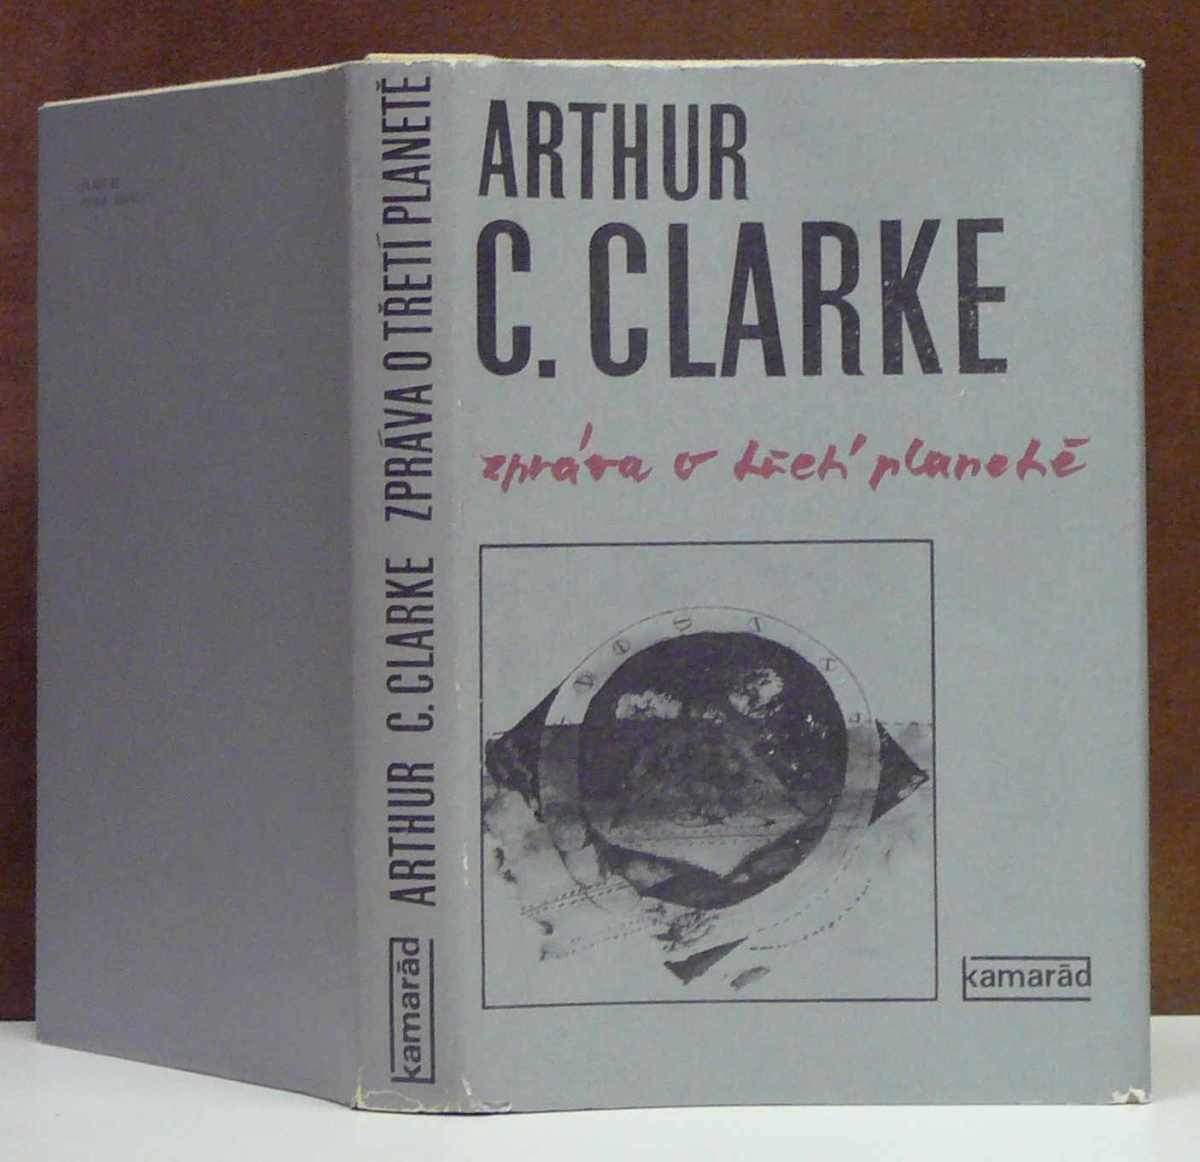 ARTHUR
C. CLARKE
zpráva o třetí planetě
kamarád
ARTHUR C. CLARKE ZPRÁVA O TŘETÍ PLANETĚ
kamarád